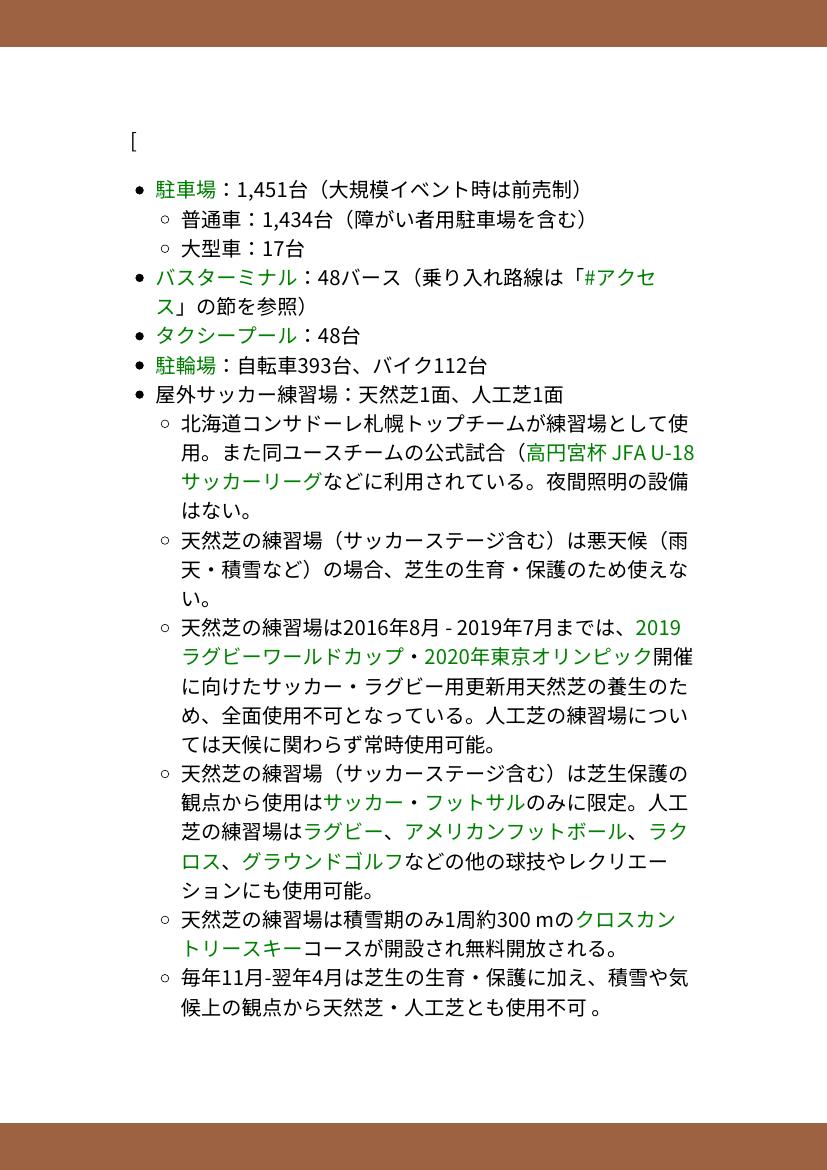 [
• 駐車場：1,451台（大規模イベント時は前売制）
○ 普通車：1,434台（障がい者用駐車場を含む）
○ 大型車：17台
• バスターミナル：48バース（乗り入れ路線は「#アクセ
ス」の節を参照）
• タクシープール：48台
• 駐輪場：自転車393台、バイク112台
• 屋外サッカー練習場：天然芝1面、人工芝1面
○ 北海道コンサドーレ札幌トップチームが練習場として使
用。また同ユースチームの公式試合（高円宮杯 JFA U-18
サッカーリーグなどに利用されている。夜間照明の設備
はない。
○ 天然芝の練習場（サッカーステージ含む）は悪天候（雨
天・積雪など）の場合、芝生の生育・保護のため使えな
い。
○ 天然芝の練習場は2016年8月 - 2019年7月までは、2019
ラグビーワールドカップ・2020年東京オリンピック開催
に向けたサッカー・ラグビー用更新用天然芝の養生のた
め、全面使用不可となっている。人工芝の練習場につい
ては天候に関わらず常時使用可能。
○ 天然芝の練習場（サッカーステージ含む）は芝生保護の
観点から使用はサッカー・フットサルのみに限定。人工
芝の練習場はラグビー、アメリカンフットボール、ラク
ロス、グラウンドゴルフなどの他の球技やレクリエー
ションにも使用可能。
○ 天然芝の練習場は積雪期のみ1周約300 mのクロスカン
トリースキーコースが開設され無料開放される。
○ 毎年11月-翌年4月は芝生の生育・保護に加え、積雪や気
候上の観点から天然芝・人工芝とも使用不可 。